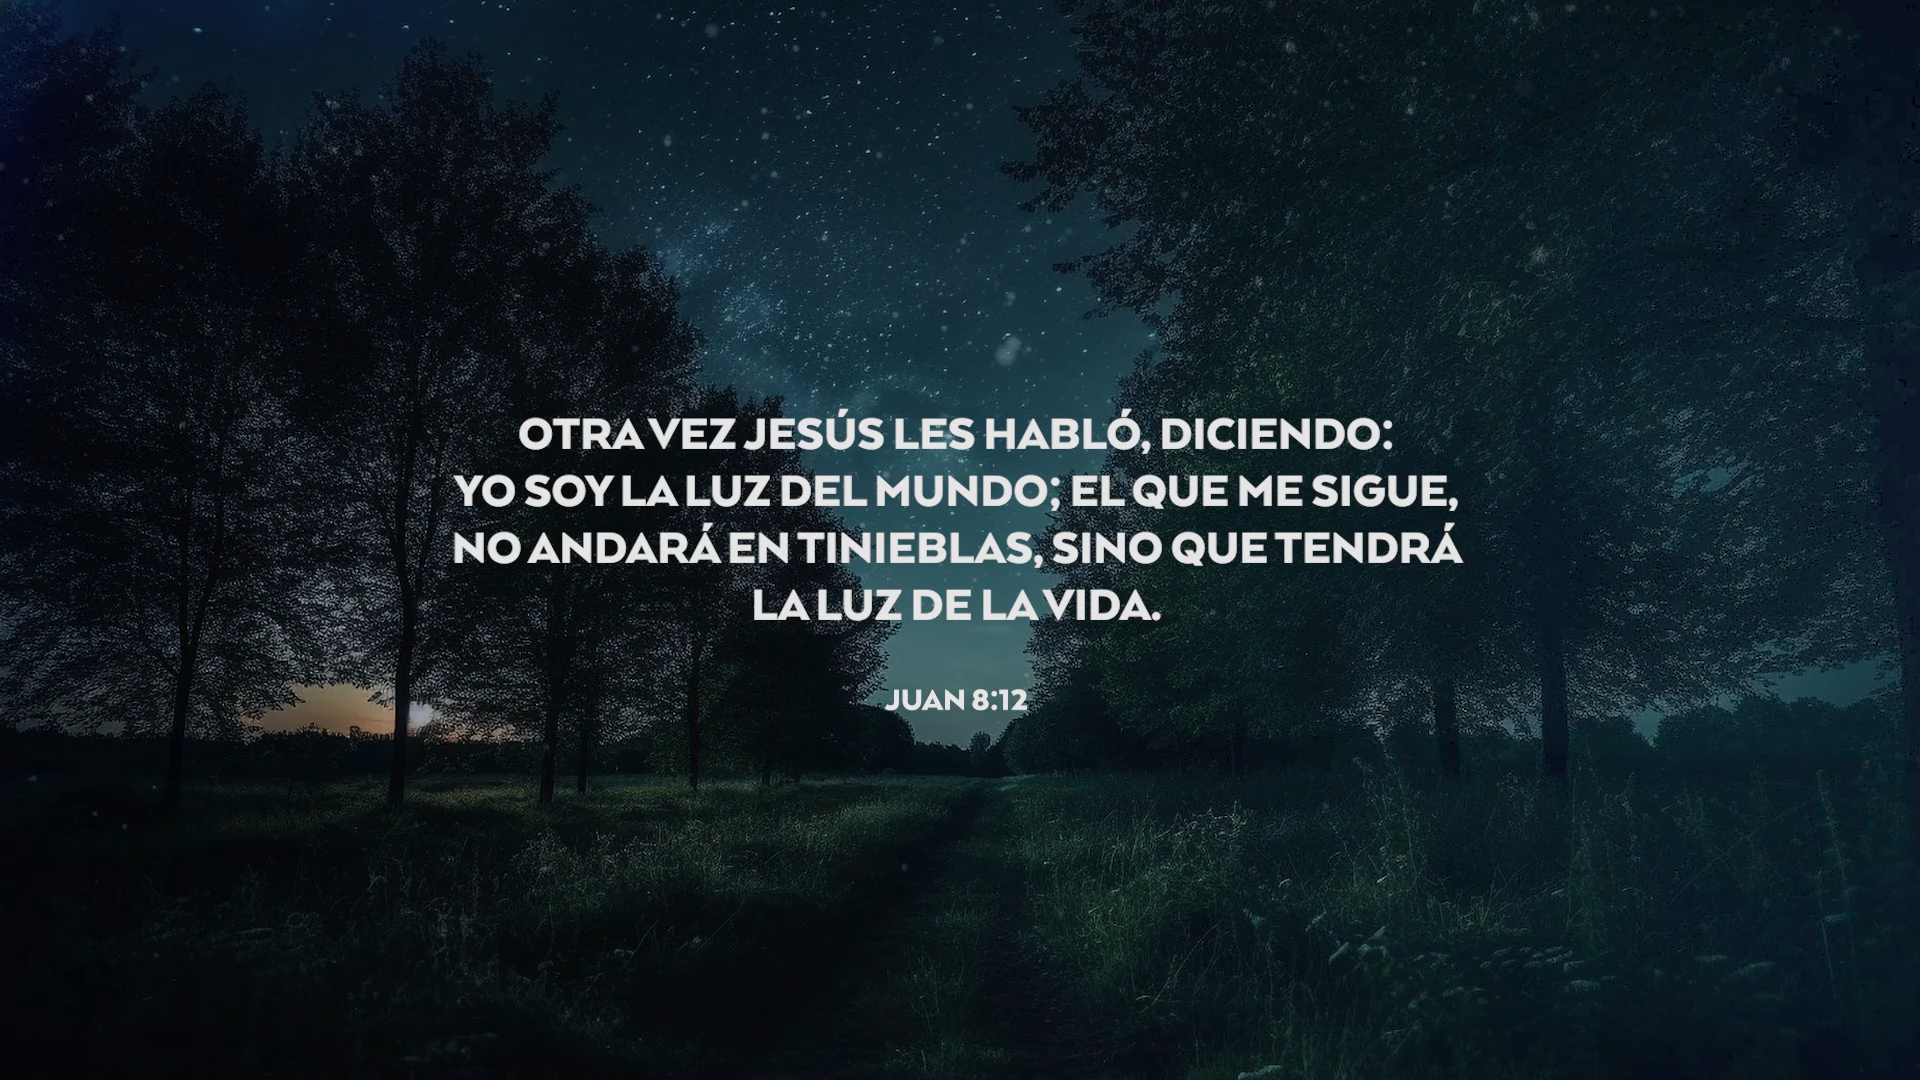 OTRA VEZ JESÚS LES HABLÓ, DICIENDO:
YO SOY LA LUZ DEL MUNDO; EL QUE ME SIGUE,
NO ANDARÁ EN TINIEBLAS, SINO QUE TENDRÁ
LA LUZ DE LA VIDA.
JUAN 8:12